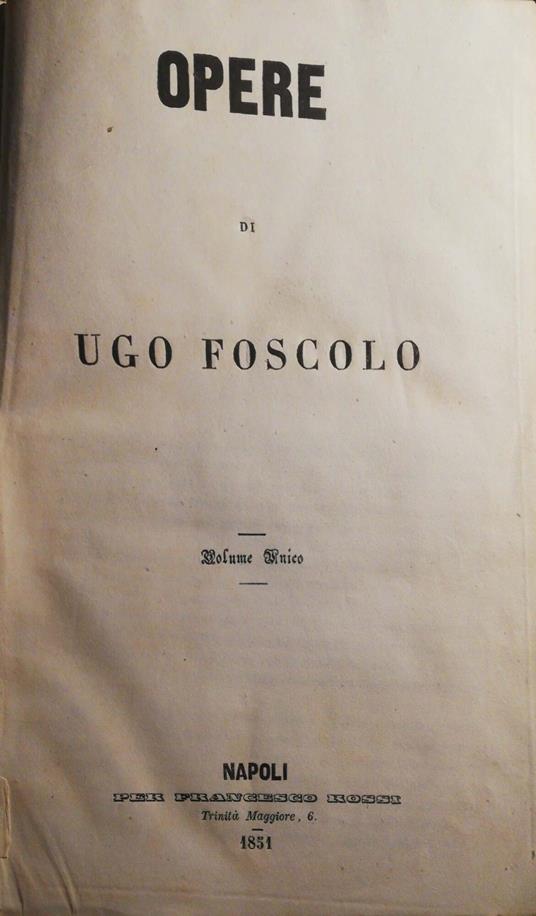 OPERE
DI
UGO FOSCOLO
Volume Unico
NAPOLI
PER FRANCESCO ROSSI
Trinità Maggiore, 6.
1851